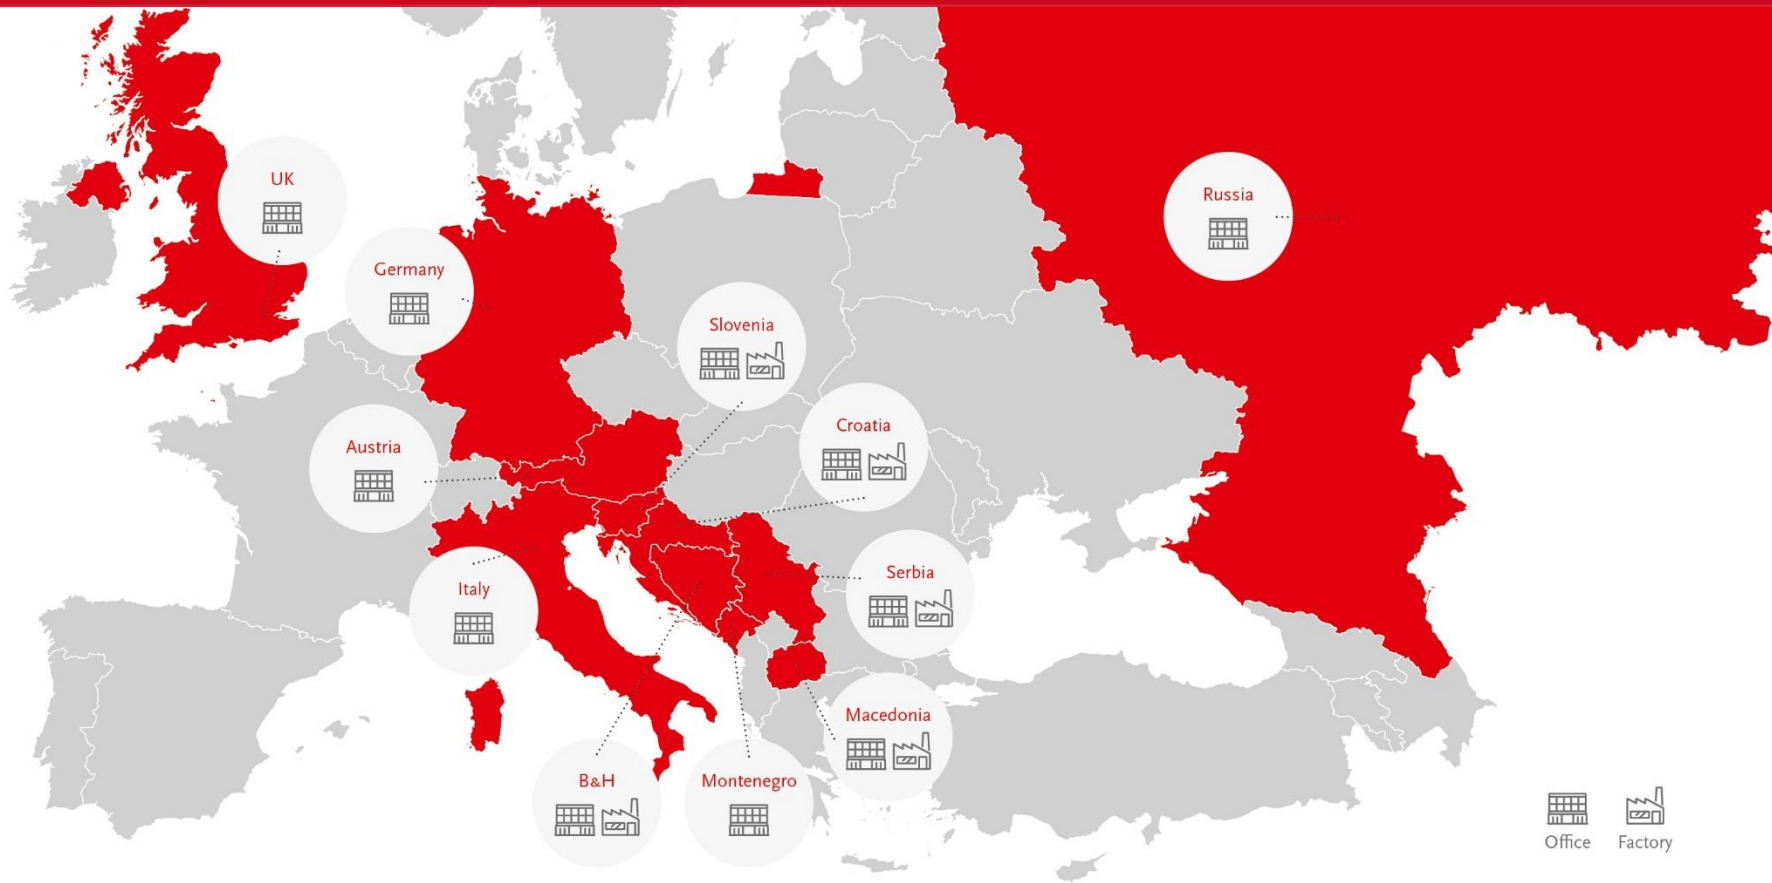 UK
Russia
Germany
Slovenia
Croatia
Austria
Serbia
Italy
Macedonia
B&H
Montenegro
Office
Factory